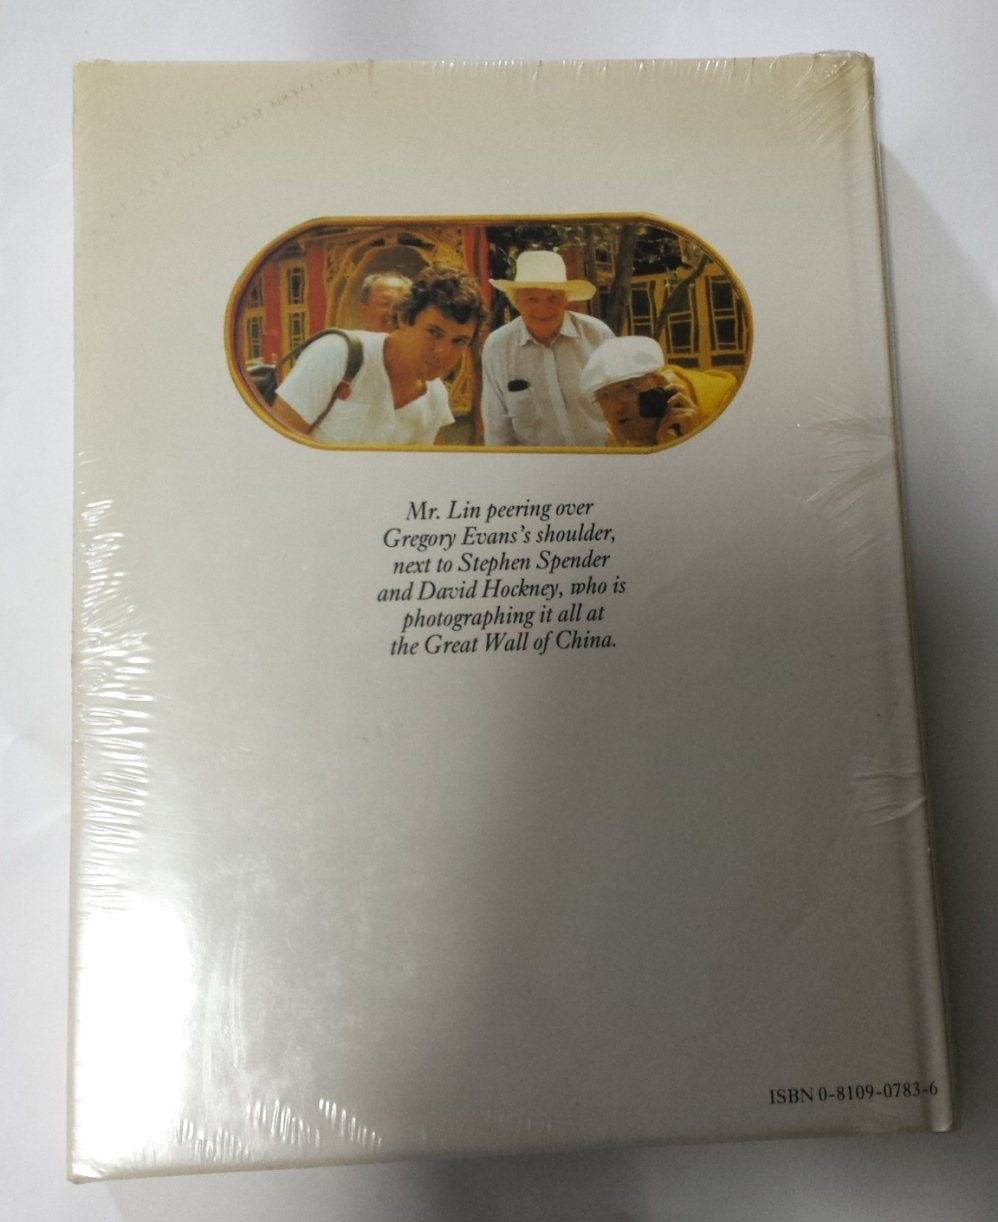 Mr. Lin peering over
Gregory Evans's shoulder,
next to Stephen Spender
and David Hockney, who is
photographing it all at
the Great Wall of China.
ISBN 0-8109-0783-6